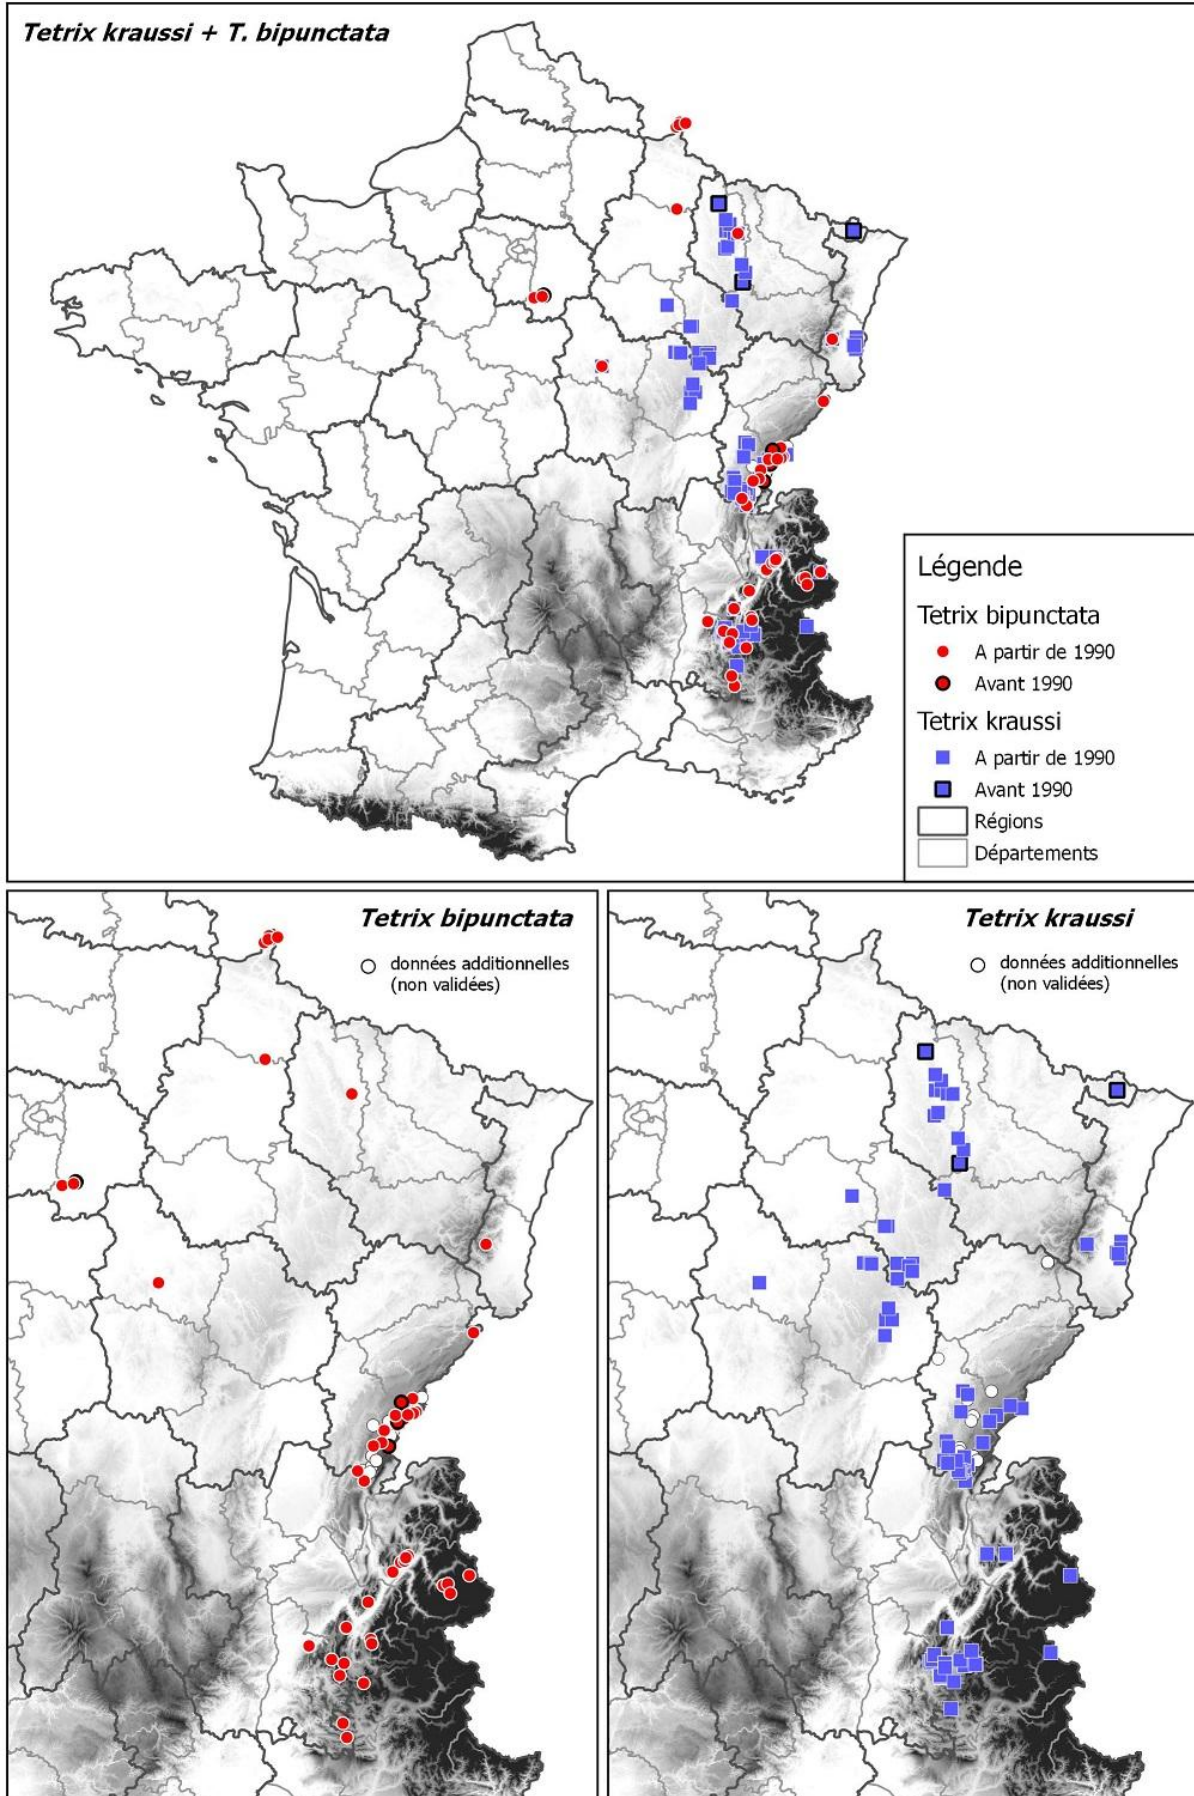 Tetrix kraussi + T. bipunctata
Légende
Tetrix bipunctata
A partir de 1990
Avant 1990
Tetrix kraussi
A partir de 1990
Avant 1990
Régions
Départements
Tetrix bipunctata
données additionnelles
(non validées)
Tetrix kraussi
données additionnelles
(non validées)